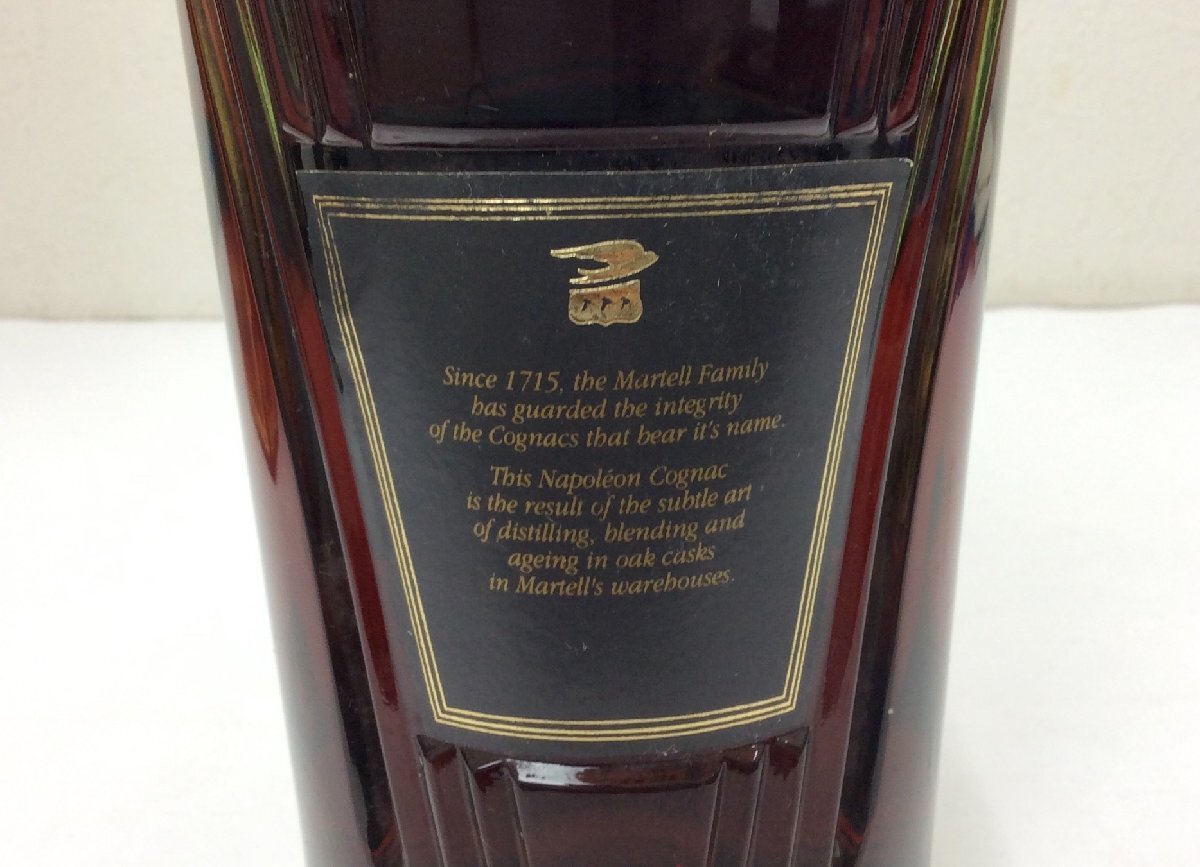 Since 1715, the Martell Family
has guarded the integrity
of the Cognacs that bear it's name.
This Napoléon Cognac
is the result of the subtle art
of distilling, blending and
ageing in oak casks
in Martell's warehouses.